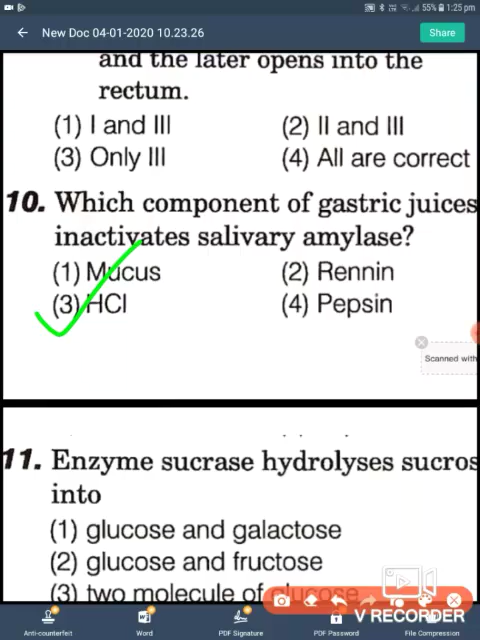 55% 1:25 pm
New Doc 04-01-2020 10.23.26
Share
and the later opens into the
rectum.
(1) I and III (2) II and III
(3) Only III (4) All are correct
10. Which component of gastric juices
inactivates salivary amylase?
(1) Mucus (2) Rennin
(3) HCl (4) Pepsin
Scanned with
11. Enzyme sucrase hydrolyses sucros
into
(1) glucose and galactose
(2) glucose and fructose
(3) two molecule of glucose
V RECORDER
Anti-counterfeit Word PDF Signature PDF Password File Compression